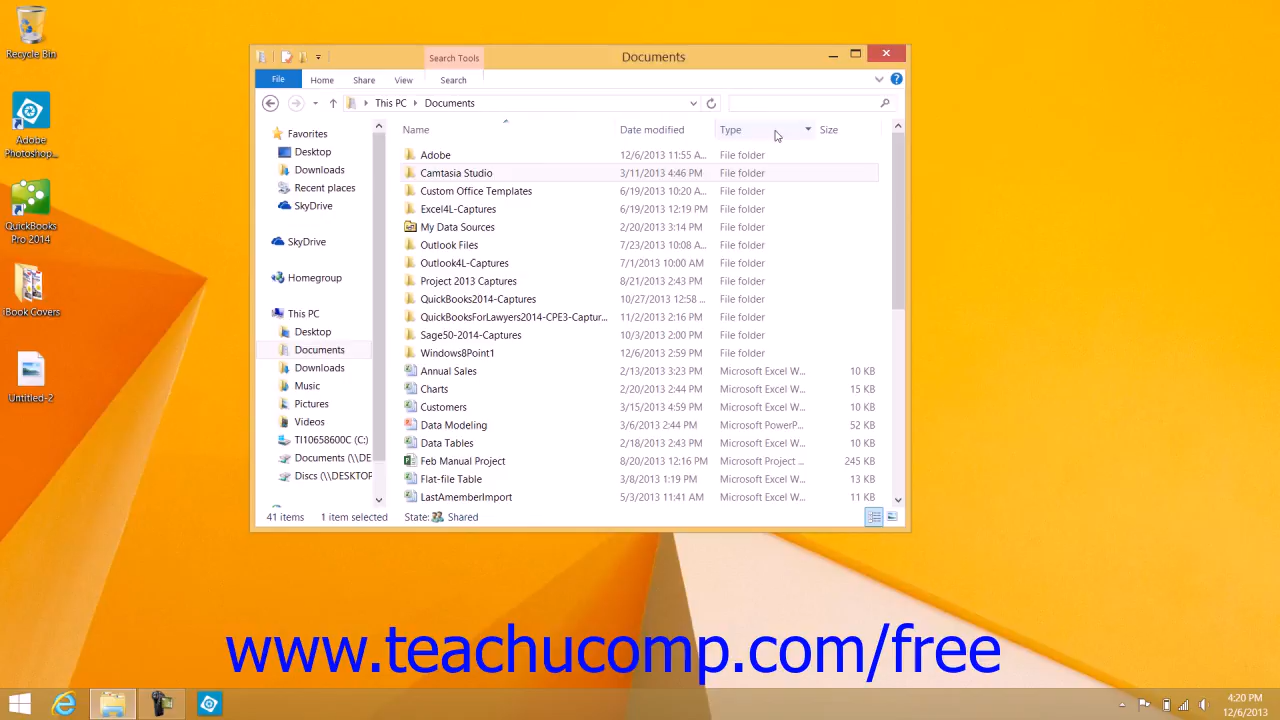 Recycle Bin
Adobe
Photoshop...
QuickBooks
Pro 2014
iBook Covers
Untitled-2
Search Tools
Documents
File
Home
Share
View
Search
This PC
Documents
Favorites
Desktop
Downloads
Recent places
SkyDrive
SkyDrive
Homegroup
This PC
Desktop
Documents
Downloads
Music
Pictures
Videos
TI10658600C (C:)
Documents (\\DE
Discs (\\DESKTOP
Name Date modified Type Size
Adobe 12/6/2013 11:55 A... File folder
Camtasia Studio 3/11/2013 4:46 PM File folder
Custom Office Templates 6/19/2013 10:20 A... File folder
Excel4L-Captures 6/19/2013 12:19 PM File folder
My Data Sources 2/20/2013 3:14 PM File folder
Outlook Files 7/23/2013 10:08 A... File folder
Outlook4L-Captures 7/1/2013 10:00 AM File folder
Project 2013 Captures 8/21/2013 2:43 PM File folder
QuickBooks2014-Captures 10/27/2013 12:58 ... File folder
QuickBooksForLawyers2014-CPE3-Captur... 11/2/2013 2:16 PM File folder
Sage50-2014-Captures 10/3/2013 2:00 PM File folder
Windows8Point1 12/6/2013 2:59 PM File folder
Annual Sales 2/13/2013 3:23 PM Microsoft Excel W... 10 KB
Charts 2/20/2013 2:44 PM Microsoft Excel W... 15 KB
Customers 3/15/2013 4:59 PM Microsoft Excel W... 10 KB
Data Modeling 3/6/2013 2:44 PM Microsoft PowerP... 52 KB
Data Tables 2/18/2013 2:43 PM Microsoft Excel W... 10 KB
Feb Manual Project 8/20/2013 12:16 PM Microsoft Project ... 245 KB
Flat-file Table 3/8/2013 1:19 PM Microsoft Excel W... 13 KB
LastAmemberImport 5/3/2013 11:41 AM Microsoft Excel W... 11 KB
41 items 1 item selected State: Shared
www.teachucomp.com/free
4:20 PM
12/6/2013